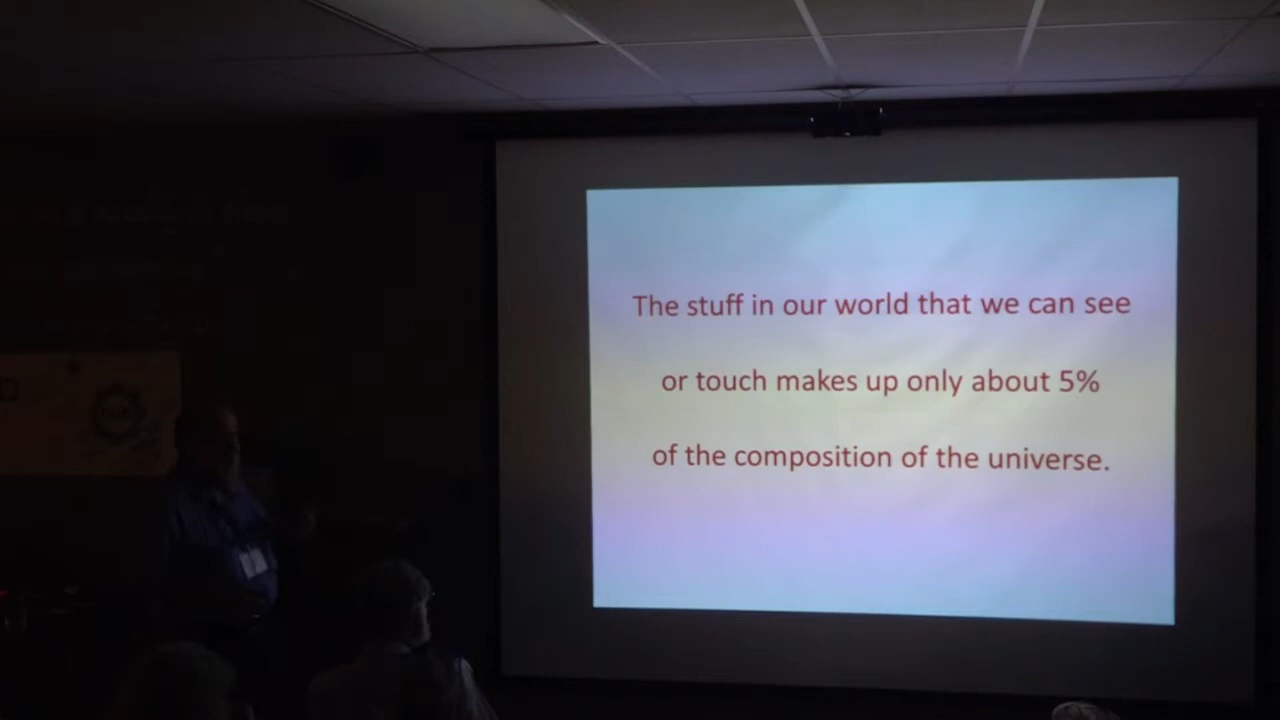 The stuff in our world that we can see
or touch makes up only about 5%
of the composition of the universe.